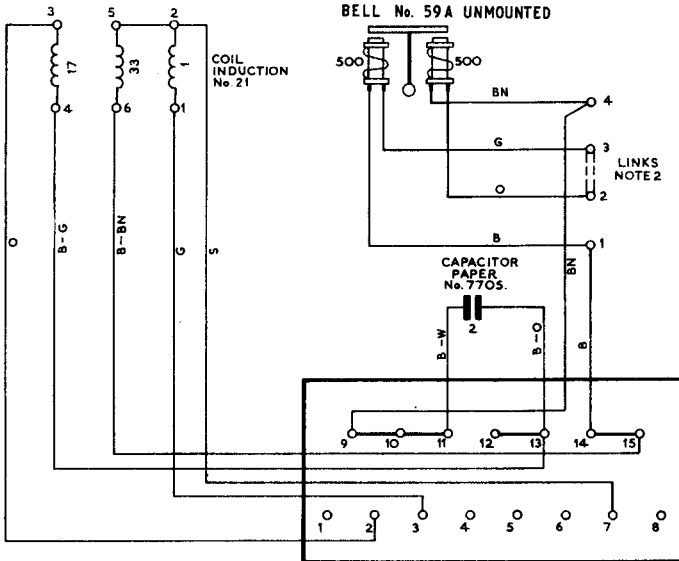 BELL No. 59A UNMOUNTED
3
5
2
500
500
17
33
1
COIL
INDUCTION
No. 21
4
6
1
BN
4
G
3
LINKS
NOTE 2
O
2
B
1
O
B-G
B-BN
G
S
CAPACITOR
PAPER
No. 7705.
2
B-W
B-O
BN
B
9
10
11
12
13
14
15
1
2
3
4
5
6
7
8